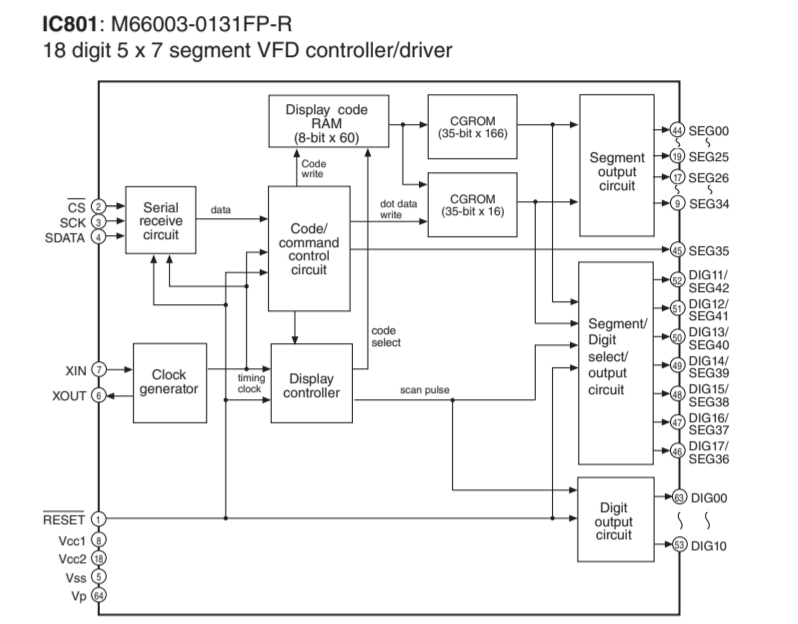 IC801: M66003-0131FP-R
18 digit 5 x 7 segment VFD controller/driver
Display code
RAM
(8-bit x 60)
CGROM
(35-bit x 166)
Segment
output
circuit
44 SEG00
19 SEG25
17 SEG26
9 SEG34
Code
write
CS 2
SCK 3
SDATA 4
Serial
receive
circuit
data
Code/
command
control
circuit
dot data
write
CGROM
(35-bit x 16)
45 SEG35
52 DIG11/
SEG42
51 DIG12/
SEG41
50 DIG13/
SEG40
49 DIG14/
SEG39
48 DIG15/
SEG38
47 DIG16/
SEG37
46 DIG17/
SEG36
Segment/
Digit
select/
output
circuit
code
select
XIN 7
XOUT 6
Clock
generator
timing
clock
Display
controller
scan pulse
RESET 1
Vcc1 8
Vcc2 18
Vss 5
Vp 64
Digit
output
circuit
63 DIG00
53 DIG10